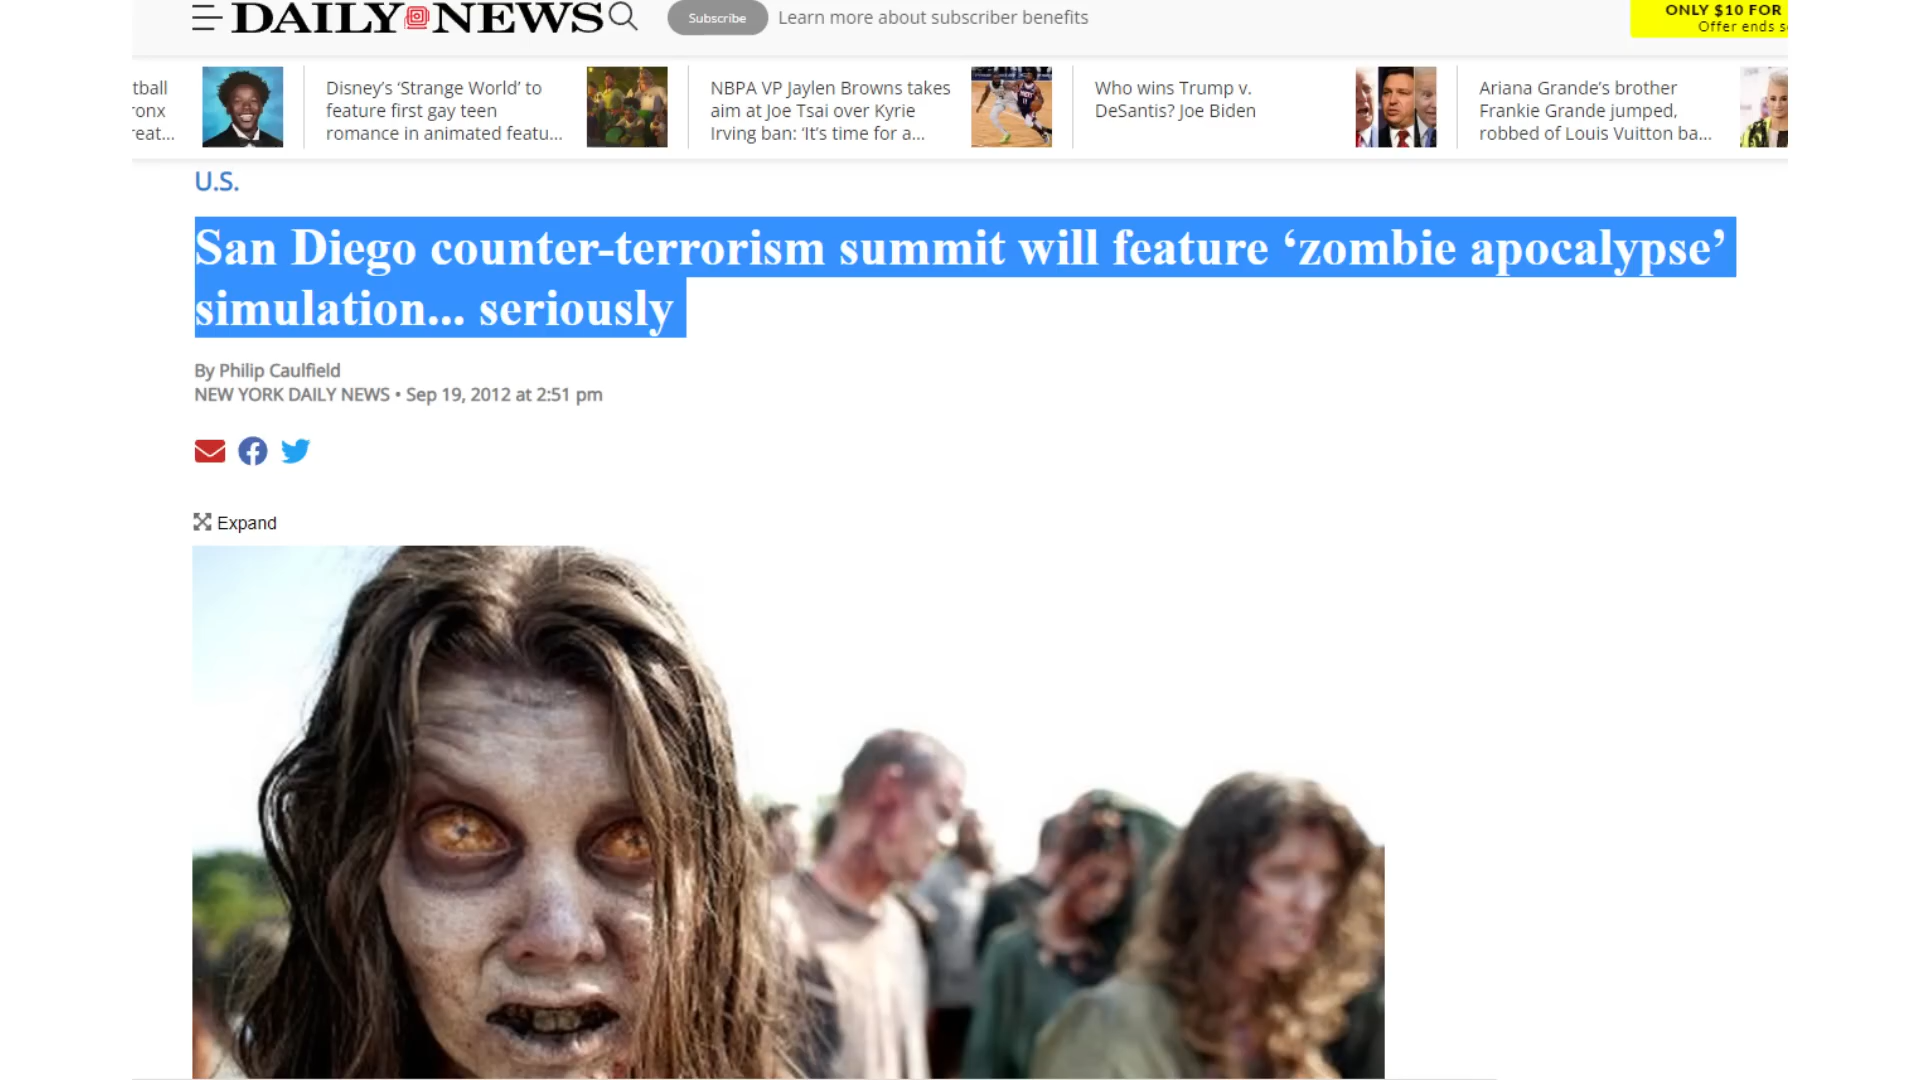 DAILY NEWS
Subscribe
Learn more about subscriber benefits
ONLY $10 FOR
Offer ends
tball
ronx
reat...
Disney's ‘Strange World’ to
feature first gay teen
romance in animated featu...
NBPA VP Jaylen Browns takes
aim at Joe Tsai over Kyrie
Irving ban: ‘It's time for a...
Who wins Trump v.
DeSantis? Joe Biden
Ariana Grande's brother
Frankie Grande jumped,
robbed of Louis Vuitton ba...
U.S.
San Diego counter-terrorism summit will feature ‘zombie apocalypse’
simulation... seriously
By Philip Caulfield
NEW YORK DAILY NEWS • Sep 19, 2012 at 2:51 pm
Expand